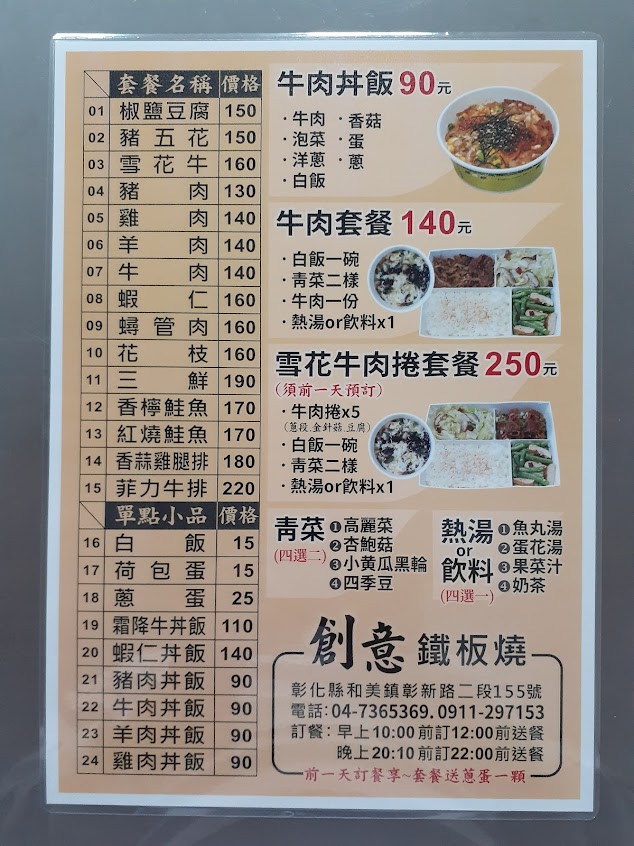 套餐名稱 價格
01 椒鹽豆腐 150
02 豬五花 150
03 雪花牛 160
04 豬肉 130
05 雞肉 140
06 羊肉 140
07 牛肉 140
08 蝦仁 160
09 蟳管肉 160
10 花枝 160
11 三鮮 190
12 香檸鮭魚 170
13 紅燒鮭魚 170
14 香蒜雞腿排 180
15 菲力牛排 220
單點小品 價格
16 白飯 15
17 荷包蛋 15
18 蔥蛋 25
19 霜降牛丼飯 110
20 蝦仁丼飯 140
21 豬肉丼飯 90
22 牛肉丼飯 90
23 羊肉丼飯 90
24 雞肉丼飯 90
牛肉丼飯 90元
·牛肉 ·香菇
·泡菜 ·蛋
·洋蔥 ·蔥
·白飯
牛肉套餐 140元
·白飯一碗
·青菜二樣
·牛肉一份
·熱湯or飲料x1
雪花牛肉捲套餐 250元
(須前一天預訂)
·牛肉捲x5
(蔥段.金針菇.豆腐)
·白飯一碗
·青菜二樣
·熱湯or飲料x1
青菜
(四選二)
❶高麗菜
❷杏鮑菇
❸小黃瓜黑輪
❹四季豆
熱湯
or
飲料
(四選一)
❶魚丸湯
❷蛋花湯
❸果菜汁
❹奶茶
創意 鐵板燒
彰化縣和美鎮彰新路二段155號
電話:04-7365369.0911-297153
訂餐:早上10:00前訂12:00前送餐
晚上20:10前訂22:00前送餐
前一天訂餐享~套餐送蔥蛋一顆